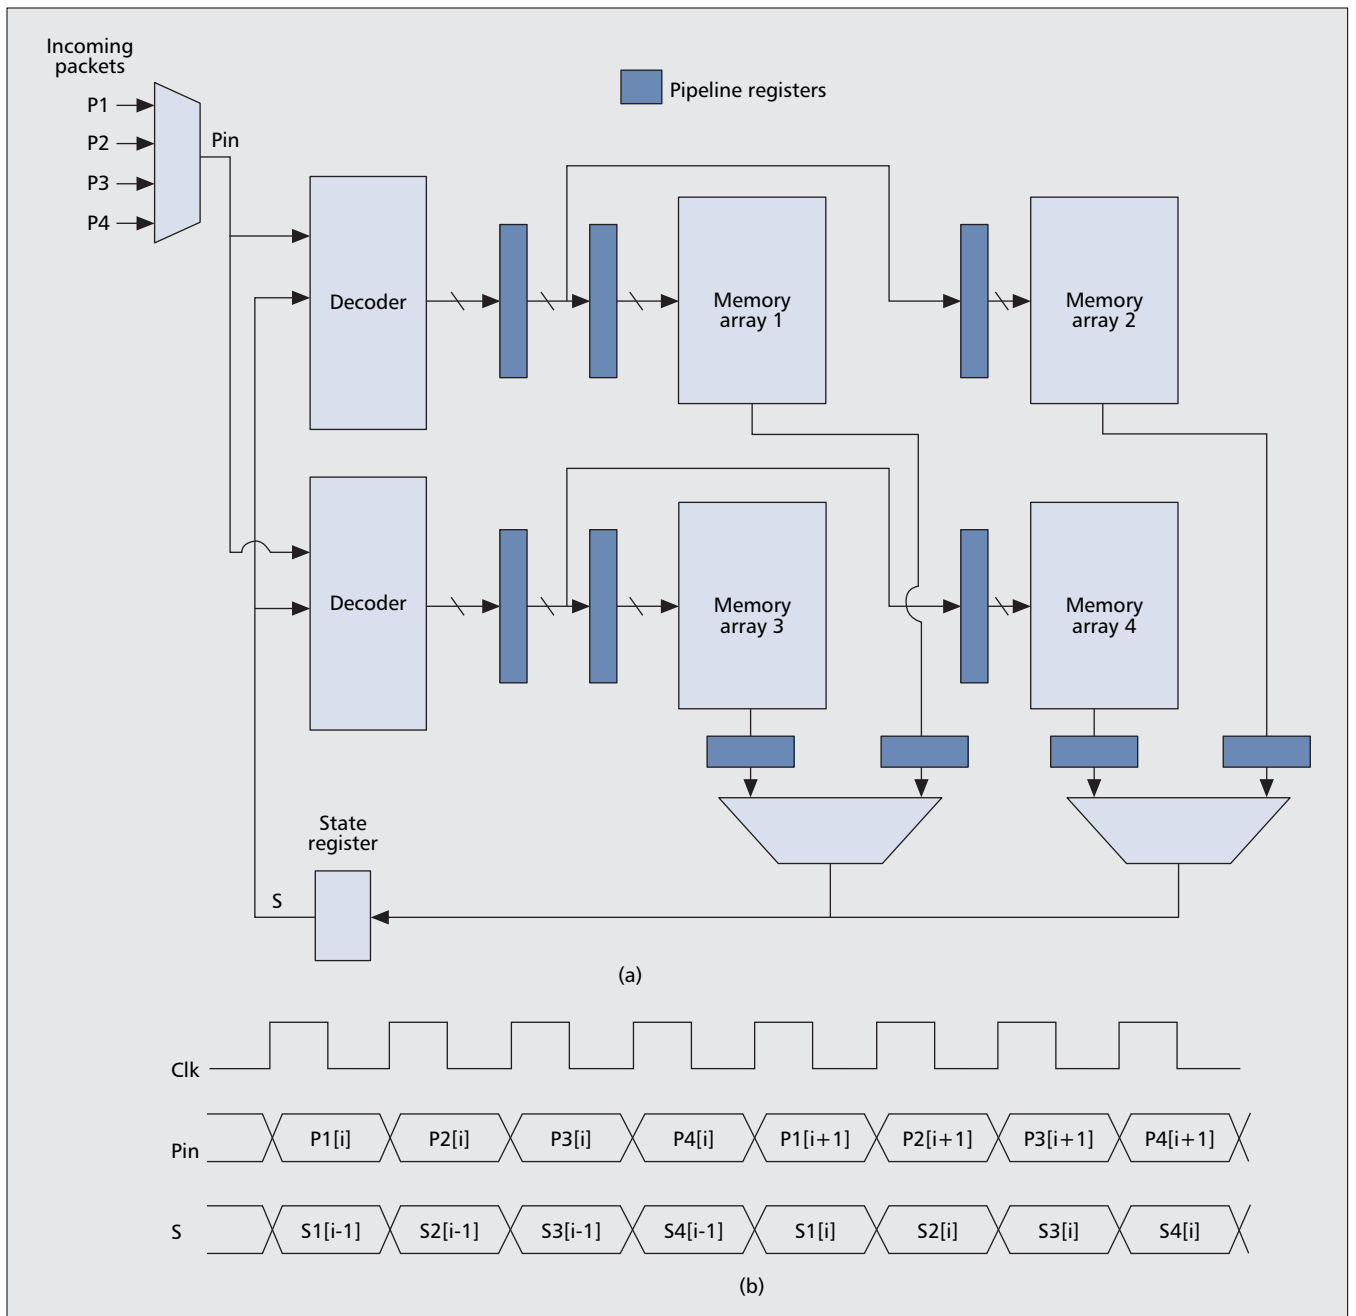 Incoming
packets
P1
P2
P3
P4
Pin
Pipeline registers
Decoder
Memory
array 1
Memory
array 2
Decoder
Memory
array 3
Memory
array 4
State
register
S
(a)
Clk
Pin
P1[i] P2[i] P3[i] P4[i] P1[i+1] P2[i+1] P3[i+1] P4[i+1]
S
S1[i-1] S2[i-1] S3[i-1] S4[i-1] S1[i] S2[i] S3[i] S4[i]
(b)